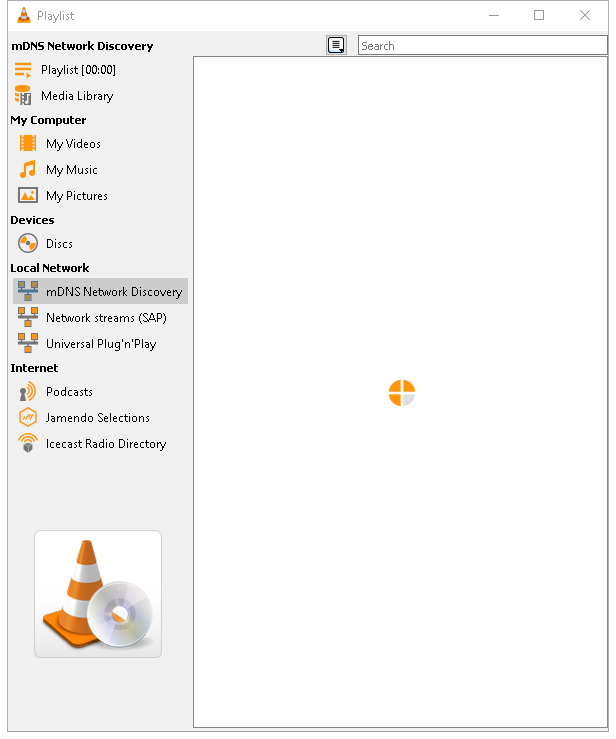 Playlist
mDNS Network Discovery
Search
Playlist [00:00]
Media Library
My Computer
My Videos
My Music
My Pictures
Devices
Discs
Local Network
mDNS Network Discovery
Network streams (SAP)
Universal Plug'n'Play
Internet
Podcasts
Jamendo Selections
Icecast Radio Directory